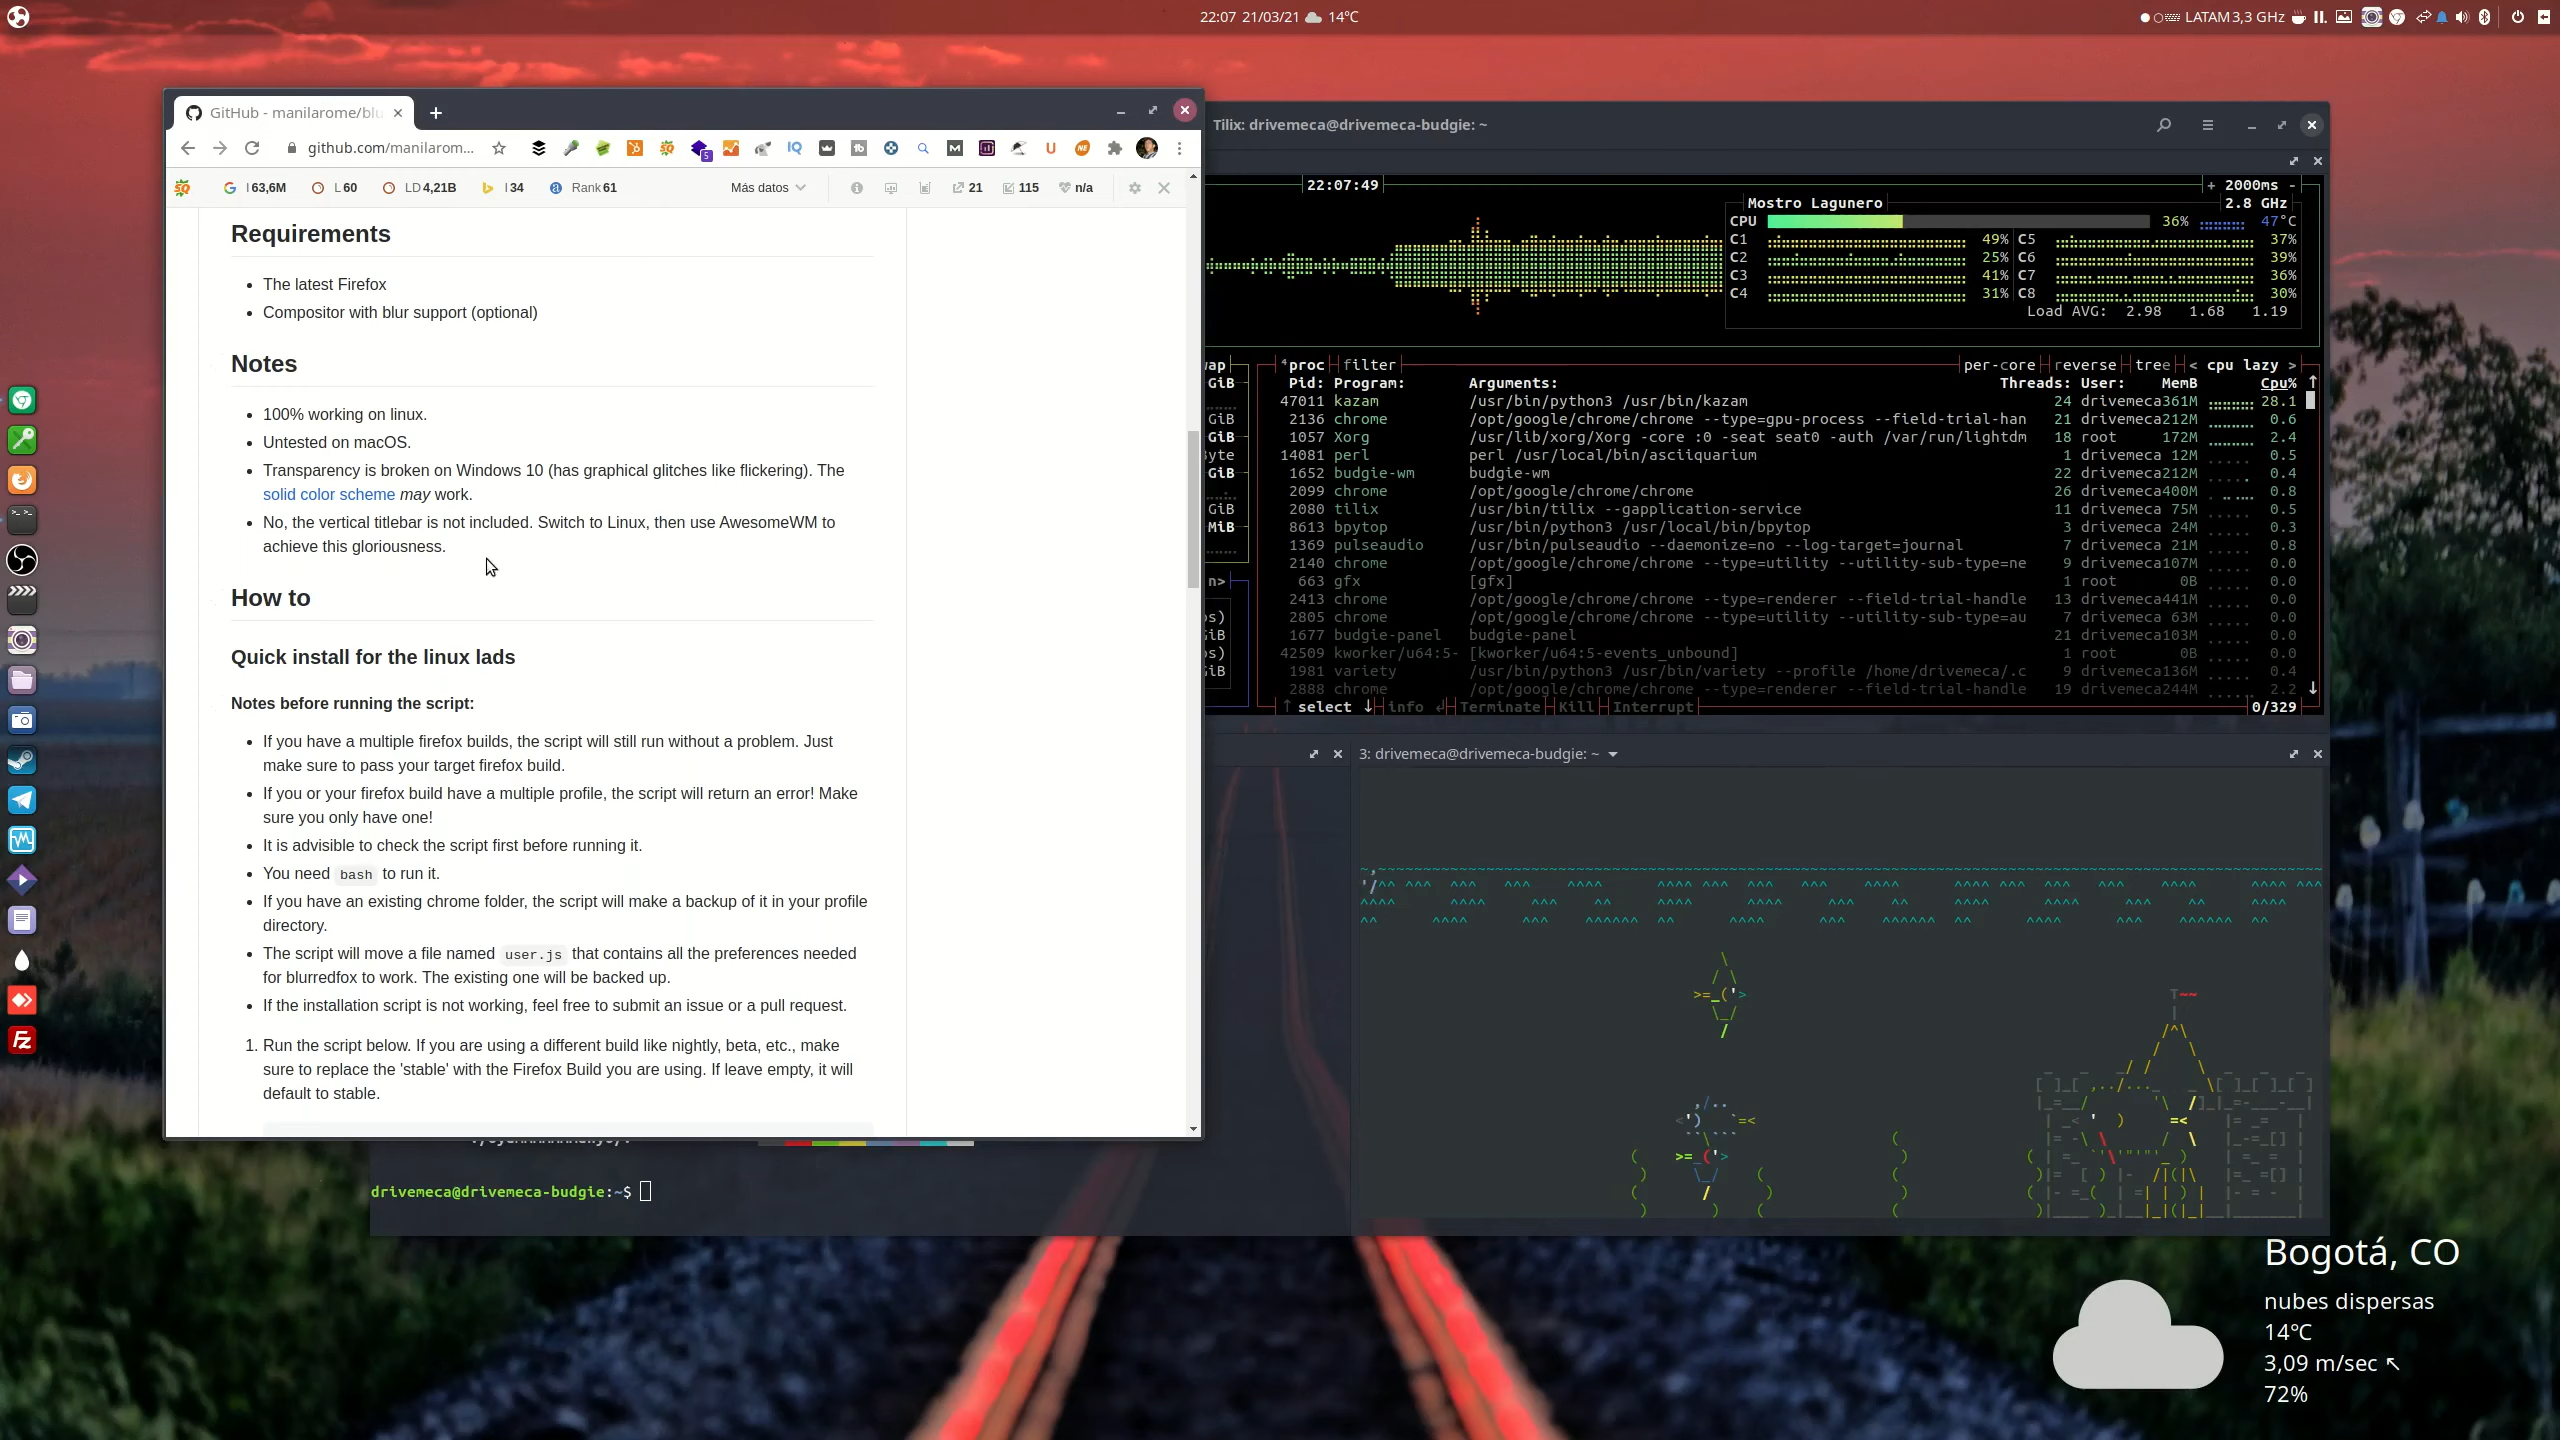 22:07 21/03/21 14°C
LATAM 3,3 GHz
GitHub - manilarome/blu
github.com/manilarom...
I 63,6M L 60 LD 4,21B I 34 Rank 61 Más datos 21 115 n/a
Requirements
The latest Firefox
Compositor with blur support (optional)
Notes
100% working on linux.
Untested on macOS.
Transparency is broken on Windows 10 (has graphical glitches like flickering). The
solid color scheme may work.
No, the vertical titlebar is not included. Switch to Linux, then use AwesomeWM to
achieve this gloriousness.
How to
Quick install for the linux lads
Notes before running the script:
If you have a multiple firefox builds, the script will still run without a problem. Just
make sure to pass your target firefox build.
If you or your firefox build have a multiple profile, the script will return an error! Make
sure you only have one!
It is advisible to check the script first before running it.
You need bash to run it.
If you have an existing chrome folder, the script will make a backup of it in your profile
directory.
The script will move a file named user.js that contains all the preferences needed
for blurredfox to work. The existing one will be backed up.
If the installation script is not working, feel free to submit an issue or a pull request.
1. Run the script below. If you are using a different build like nightly, beta, etc., make
sure to replace the 'stable' with the Firefox Build you are using. If leave empty, it will
default to stable.
Tilix: drivemeca@drivemeca-budgie: ~
22:07:49 + 2000ms -
Mostro Lagunero 2.8 GHz
CPU 36% 47°C
C1 49% C5 37%
C2 25% C6 39%
C3 41% C7 36%
C4 31% C8 30%
Load AVG: 2.98 1.68 1.19
⁴proc filter per-core reverse tree < cpu lazy >
Pid: Program: Arguments: Threads: User: MemB Cpu%
47011 kazam /usr/bin/python3 /usr/bin/kazam 24 drivemeca361M 28.1
2136 chrome /opt/google/chrome/chrome --type=gpu-process --field-trial-han 21 drivemeca212M 0.6
1057 Xorg /usr/lib/xorg/Xorg -core :0 -seat seat0 -auth /var/run/lightdm 18 root 172M 2.4
14081 perl perl /usr/local/bin/asciiquarium 1 drivemeca 12M 0.5
1652 budgie-wm budgie-wm 22 drivemeca212M 0.4
2099 chrome /opt/google/chrome/chrome 26 drivemeca400M 0.8
2080 tilix /usr/bin/tilix --gapplication-service 11 drivemeca 75M 0.5
8613 bpytop /usr/bin/python3 /usr/local/bin/bpytop 3 drivemeca 24M 0.3
1369 pulseaudio /usr/bin/pulseaudio --daemonize=no --log-target=journal 7 drivemeca 21M 0.8
2140 chrome /opt/google/chrome/chrome --type=utility --utility-sub-type=ne 9 drivemeca107M 0.0
663 gfx [gfx] 1 root 0B 0.0
2413 chrome /opt/google/chrome/chrome --type=renderer --field-trial-handle 13 drivemeca441M 0.0
2805 chrome /opt/google/chrome/chrome --type=utility --utility-sub-type=au 7 drivemeca 63M 0.0
1677 budgie-panel budgie-panel 21 drivemeca103M 0.0
42509 kworker/u64:5- [kworker/u64:5-events_unbound] 1 root 0B 0.0
1981 variety /usr/bin/python3 /usr/bin/variety --profile /home/drivemeca/.c 9 drivemeca136M 0.4
2888 chrome /opt/google/chrome/chrome --type=renderer --field-trial-handle 19 drivemeca244M 2.2
↑ select ↓ info ↲ Terminate Kill Interrupt 0/329
3: drivemeca@drivemeca-budgie: ~
drivemeca@drivemeca-budgie:~$
Bogotá, CO
nubes dispersas
14°C
3,09 m/sec ↖
72%